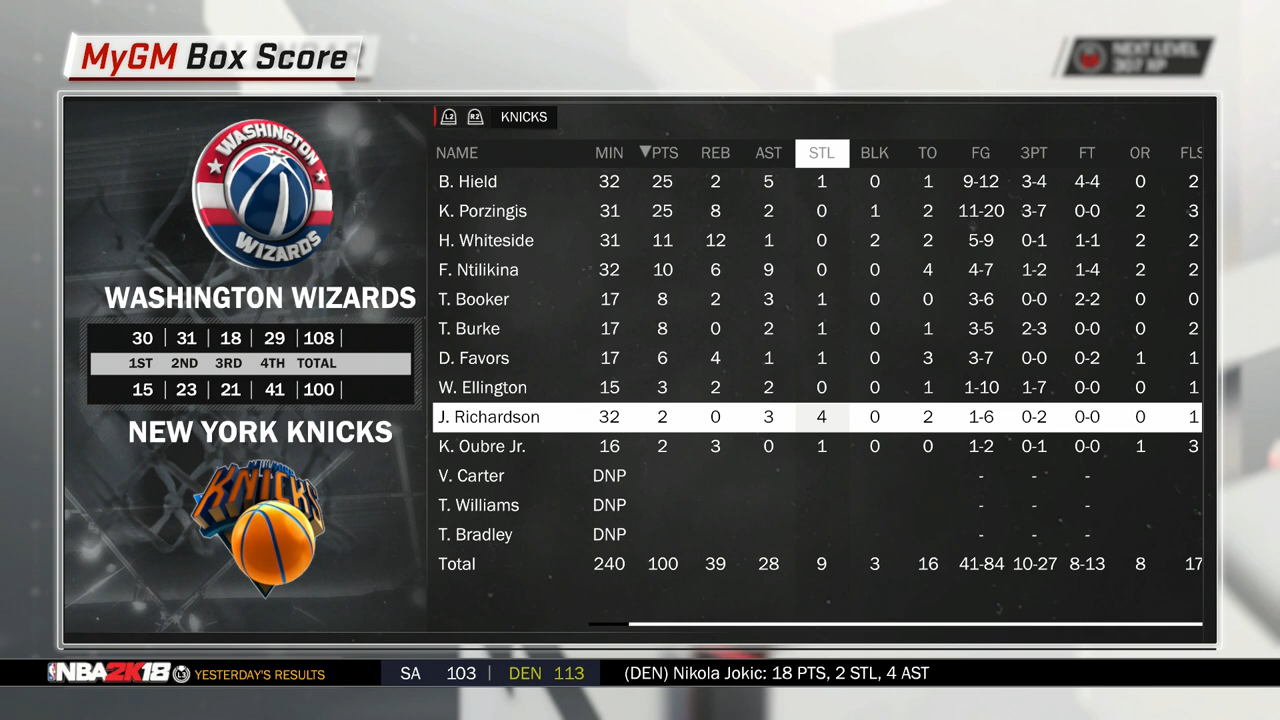 MyGM Box Score
NEXT LEVEL
307 XP
WASHINGTON
WIZARDS
WASHINGTON WIZARDS
30 31 18 29 108
1ST 2ND 3RD 4TH TOTAL
15 23 21 41 100
NEW YORK KNICKS
NEW YORK
KNICKS
L2 R2 KNICKS
NAME MIN ▼PTS REB AST STL BLK TO FG 3PT FT OR FLS
B. Hield 32 25 2 5 1 0 1 9-12 3-4 4-4 0 2
K. Porzingis 31 25 8 2 0 1 2 11-20 3-7 0-0 2 3
H. Whiteside 31 11 12 1 0 2 2 5-9 0-1 1-1 2 2
F. Ntilikina 32 10 6 9 0 0 4 4-7 1-2 1-4 2 2
T. Booker 17 8 2 3 1 0 0 3-6 0-0 2-2 0 0
T. Burke 17 8 0 2 1 0 1 3-5 2-3 0-0 0 2
D. Favors 17 6 4 1 1 0 3 3-7 0-0 0-2 1 1
W. Ellington 15 3 2 2 0 0 1 1-10 1-7 0-0 0 1
J. Richardson 32 2 0 3 4 0 2 1-6 0-2 0-0 0 1
K. Oubre Jr. 16 2 3 0 1 0 0 1-2 0-1 0-0 1 3
V. Carter DNP - - -
T. Williams DNP - - -
T. Bradley DNP - - -
Total 240 100 39 28 9 3 16 41-84 10-27 8-13 8 17
NBA2K18 YESTERDAY'S RESULTS SA 103 | DEN 113 (DEN) Nikola Jokic: 18 PTS, 2 STL, 4 AST